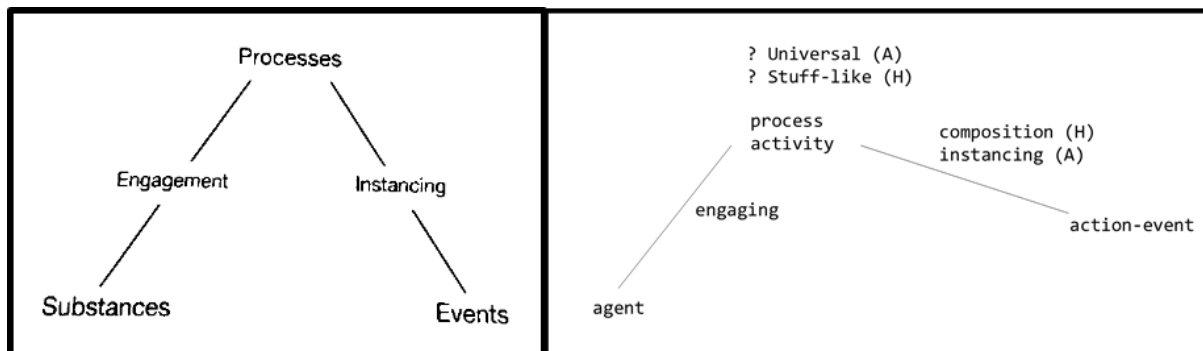 Processes
Engagement
Instancing
Substances
Events
? Universal (A)
? Stuff-like (H)
process
activity
composition (H)
instancing (A)
engaging
action-event
agent